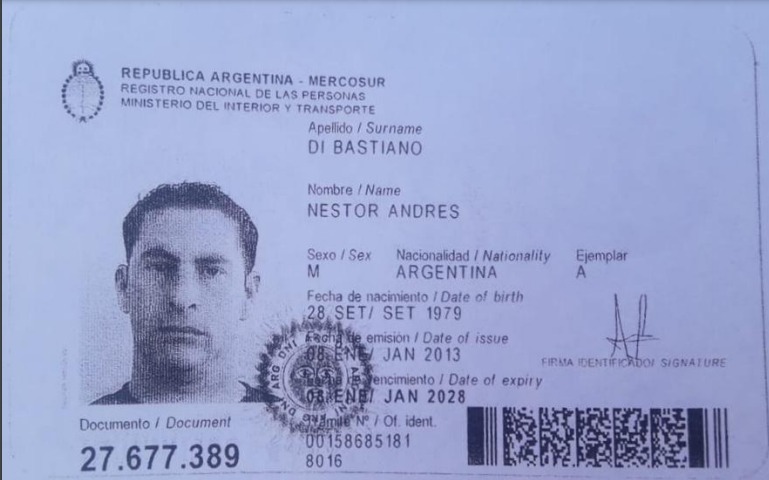 REPUBLICA ARGENTINA - MERCOSUR
REGISTRO NACIONAL DE LAS PERSONAS
MINISTERIO DEL INTERIOR Y TRANSPORTE
Apellido / Surname
DI BASTIANO
Nombre / Name
NESTOR ANDRES
Sexo / Sex Nacionalidad / Nationality Ejemplar
M ARGENTINA A
Fecha de nacimiento / Date of birth
28 SET/ SET 1979
Fecha de emisión / Date of issue
08 ENE/ JAN 2013
FIRMA IDENTIFICADO/ SIGNATURE
vencimiento / Date of expiry
08 ENE/ JAN 2028
Documento / Document
Trámite Nº / Of. ident.
00158685181
27.677.389
8016
ARG DNI